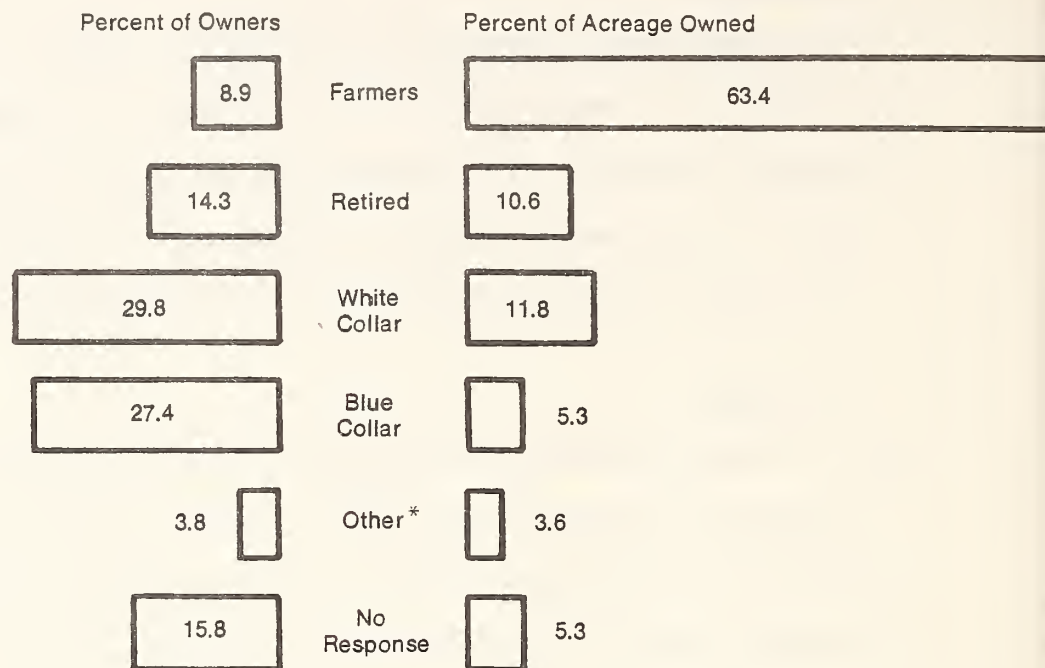 Percent of Owners Percent of Acreage Owned
8.9 Farmers 63.4
14.3 Retired 10.6
29.8 White Collar 11.8
27.4 Blue Collar 5.3
3.8 Other* 3.6
15.8 No Response 5.3